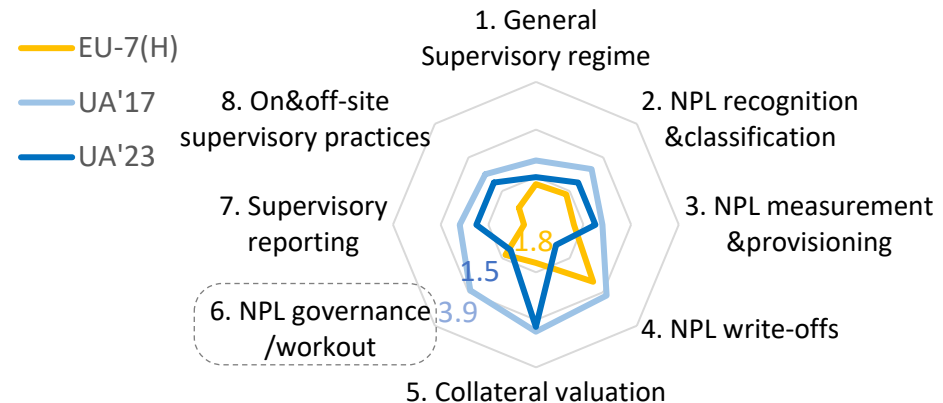 EU-7(H)
UA'17
UA'23
1. General
Supervisory regime
2. NPL recognition
&classification
3. NPL measurement
&provisioning
4. NPL write-offs
5. Collateral valuation
6. NPL governance
/workout
7. Supervisory
reporting
8. On&off-site
supervisory practices
1.8
1.5
3.9